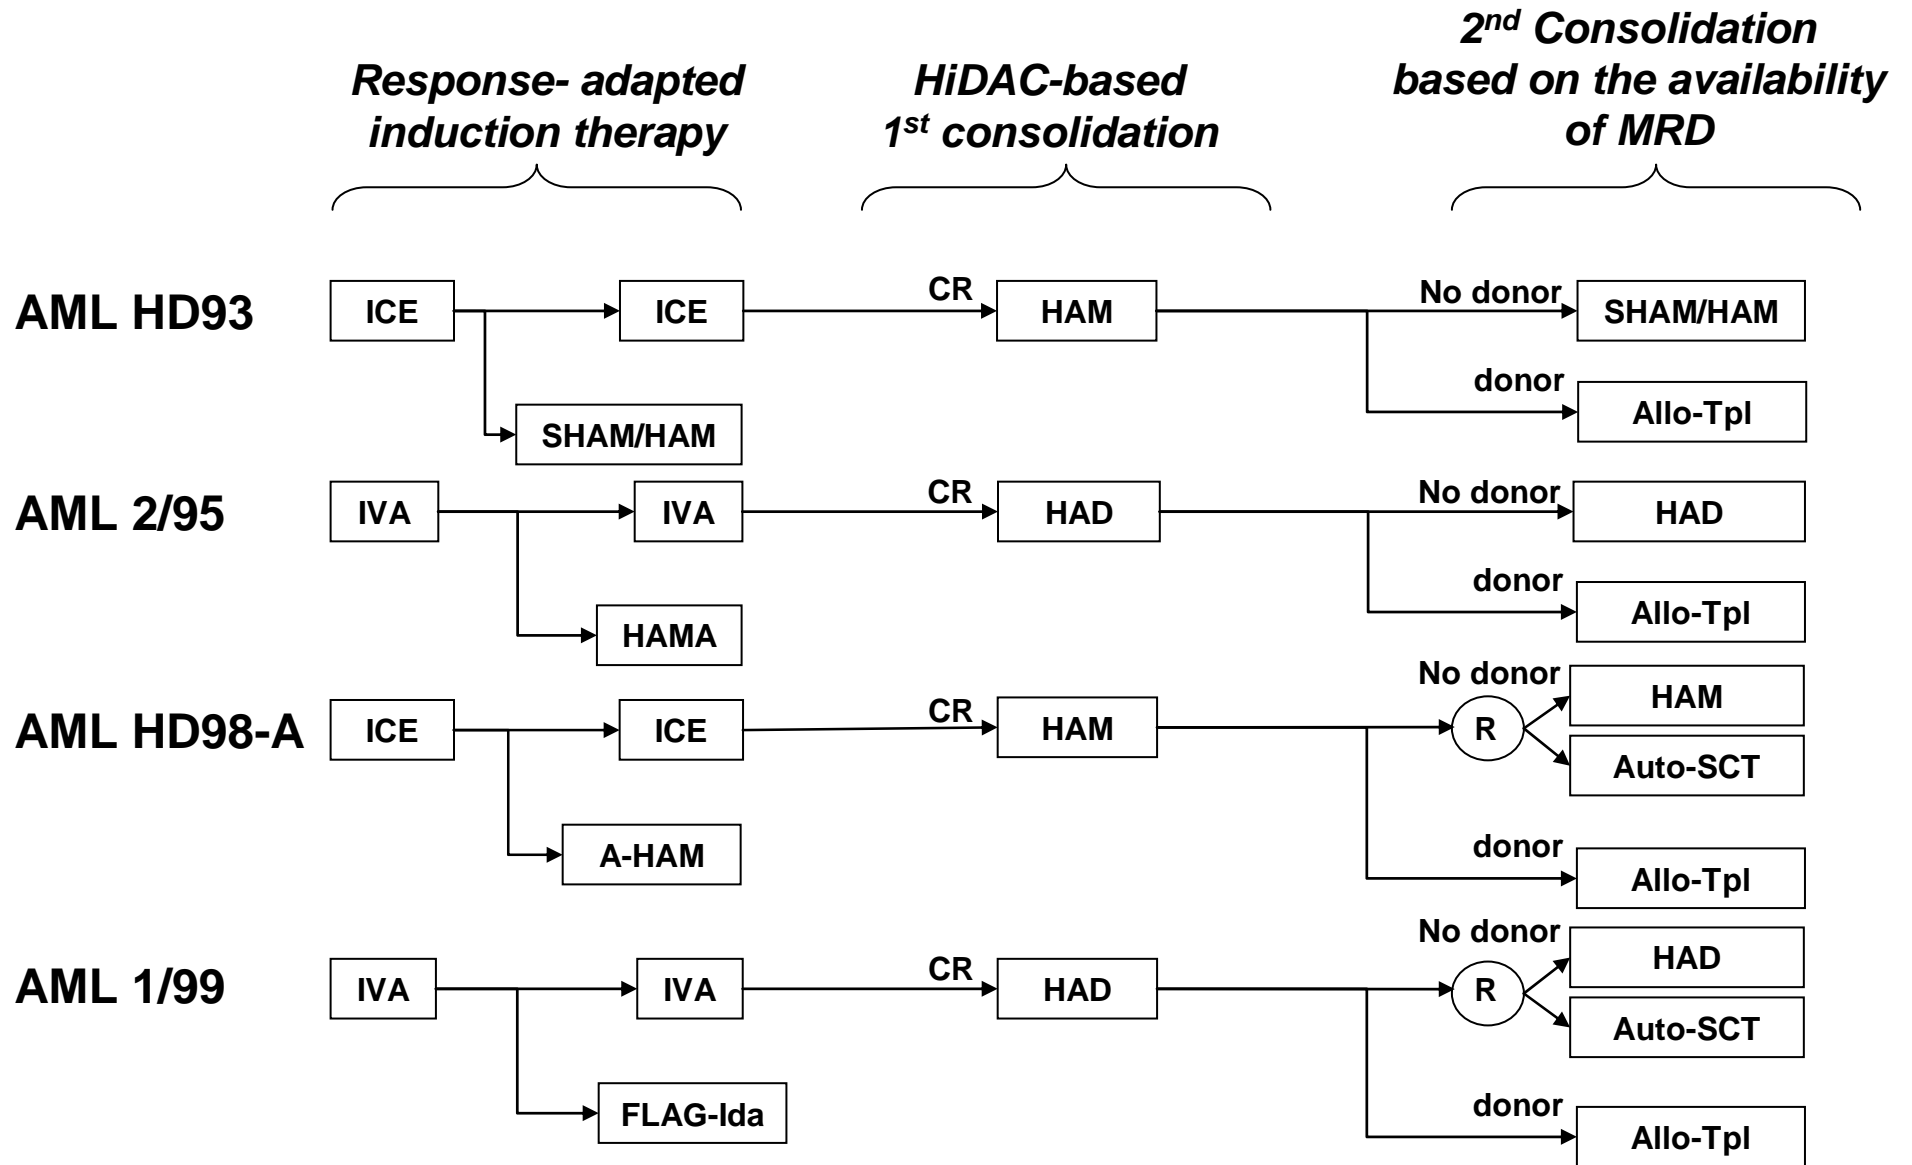 Response- adapted
induction therapy
HiDAC-based
1st consolidation
2nd Consolidation
based on the availability
of MRD
AML HD93
ICE
ICE
CR
HAM
No donor
SHAM/HAM
donor
Allo-Tpl
SHAM/HAM
AML 2/95
IVA
IVA
CR
HAD
No donor
HAD
donor
Allo-Tpl
HAMA
AML HD98-A
ICE
ICE
CR
HAM
No donor
R
HAM
Auto-SCT
donor
Allo-Tpl
A-HAM
AML 1/99
IVA
IVA
CR
HAD
No donor
R
HAD
Auto-SCT
donor
Allo-Tpl
FLAG-Ida